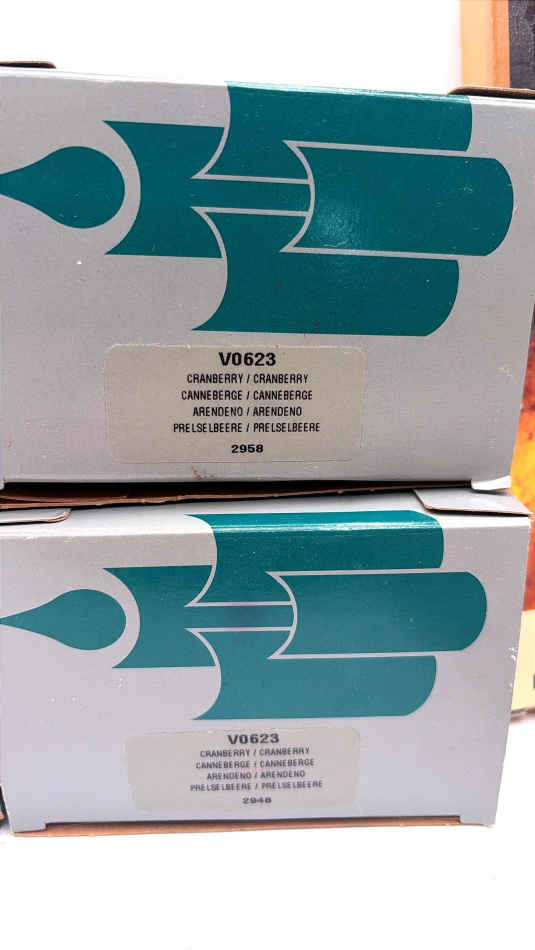 V0623
CRANBERRY / CRANBERRY
CANNEBERGE / CANNEBERGE
ARENDENO / ARENDENO
PRELSELBEERE / PRELSELBEERE
2958
V0623
CRANBERRY / CRANBERRY
CANNEBERGE / CANNEBERGE
ARENDENO / ARENDENO
PRELSELBEERE / PRELSELBEERE
2948